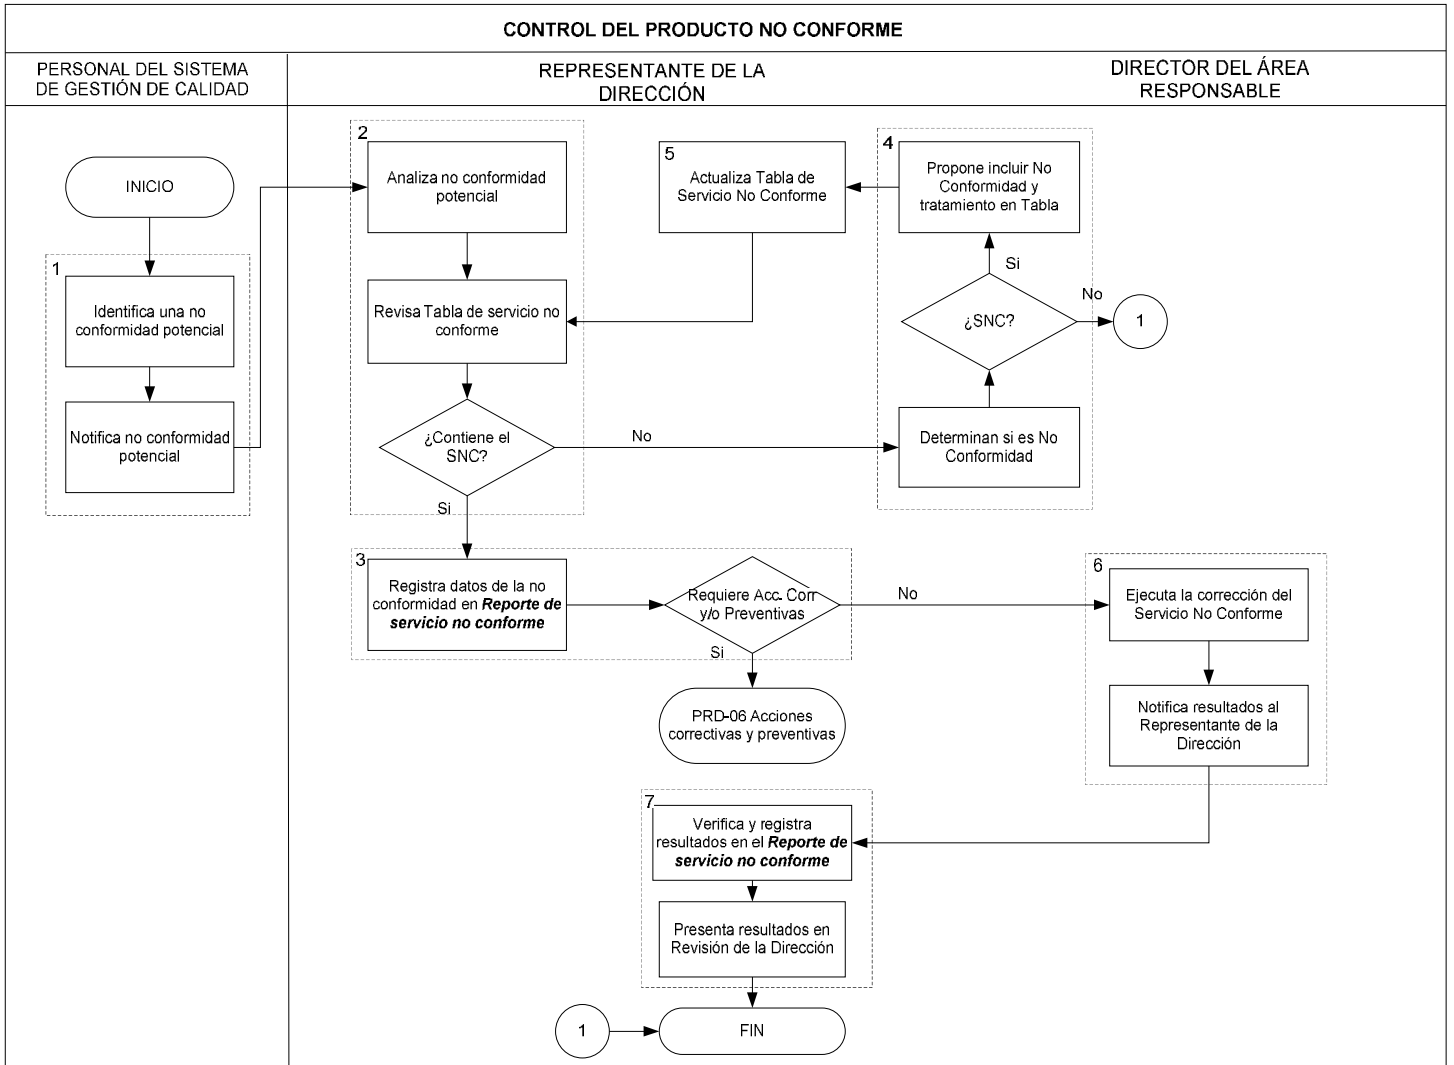 CONTROL DEL PRODUCTO NO CONFORME
PERSONAL DEL SISTEMA
DE GESTIÓN DE CALIDAD
REPRESENTANTE DE LA
DIRECCIÓN
DIRECTOR DEL ÁREA
RESPONSABLE
INICIO
1
Identifica una no
conformidad potencial
Notifica no conformidad
potencial
2
Analiza no conformidad
potencial
Revisa Tabla de servicio no
conforme
¿Contiene el
SNC?
No
Si
5
Actualiza Tabla de
Servicio No Conforme
4
Propone incluir No
Conformidad y
tratamiento en Tabla
Si
¿SNC?
No
1
Determinan si es No
Conformidad
3
Registra datos de la no
conformidad en Reporte de
servicio no conforme
Requiere Acc. Corr
y/o Preventivas
No
Si
PRD-06 Acciones
correctivas y preventivas
6
Ejecuta la corrección del
Servicio No Conforme
Notifica resultados al
Representante de la
Dirección
7
Verifica y registra
resultados en el Reporte de
servicio no conforme
Presenta resultados en
Revisión de la Dirección
1
FIN